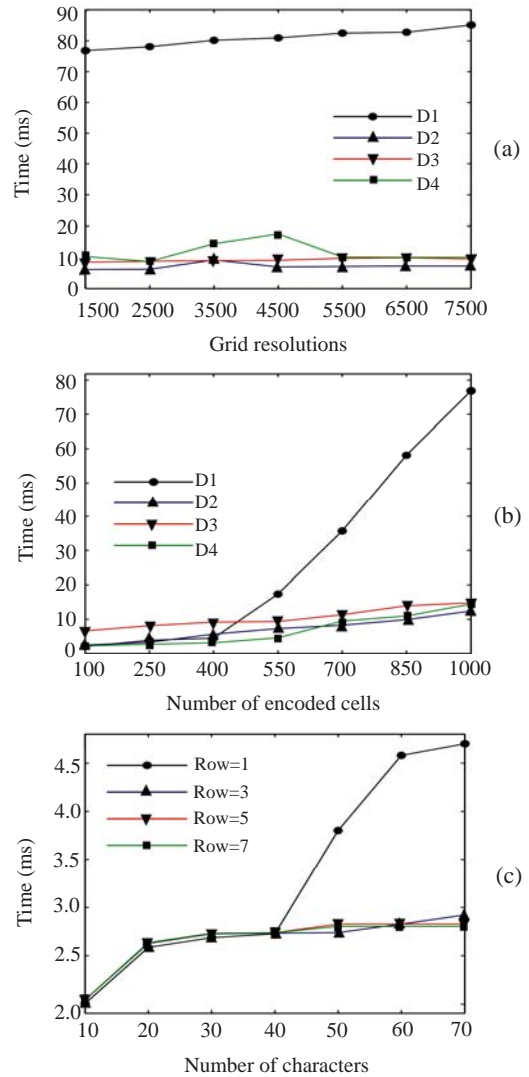 90
80
70
60
50
40
30
20
10
0
Time (ms)
D1
D2
D3
D4
(a)
1500 2500 3500 4500 5500 6500 7500
Grid resolutions
80
70
60
50
40
30
20
10
0
Time (ms)
D1
D2
D3
D4
(b)
100 250 400 550 700 850 1000
Number of encoded cells
4.5
4.0
3.5
3.0
2.5
2.0
Time (ms)
Row=1
Row=3
Row=5
Row=7
(c)
10 20 30 40 50 60 70
Number of characters